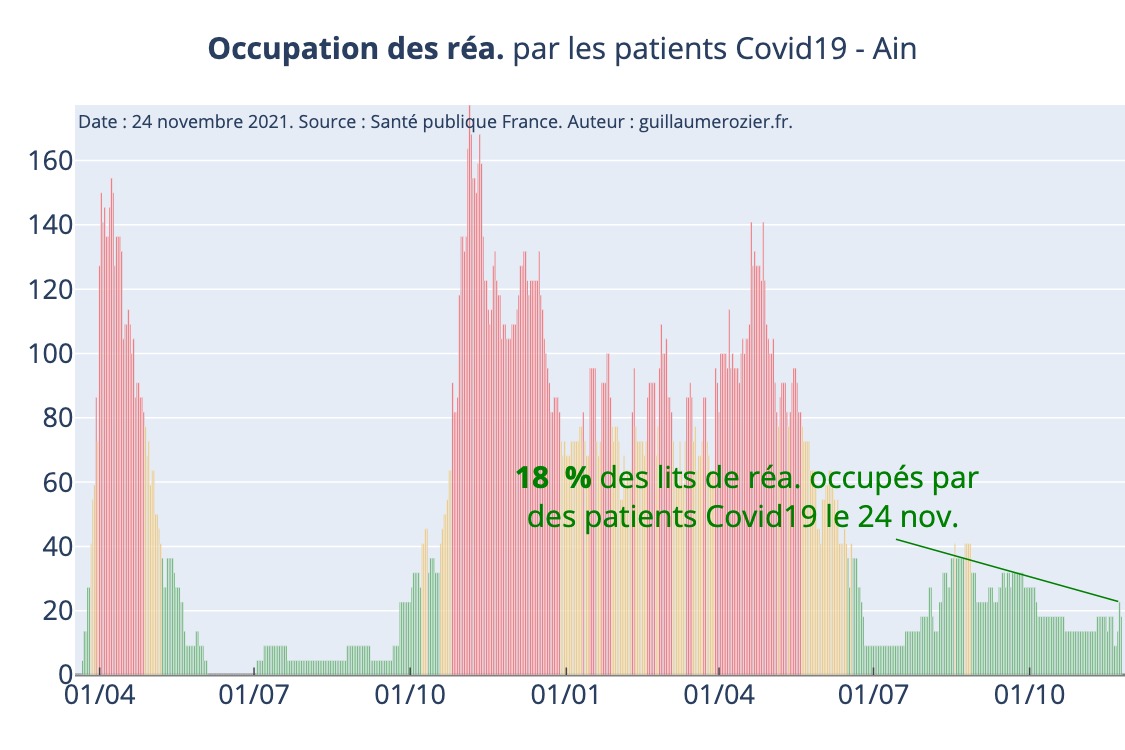 Occupation des réa. par les patients Covid19 - Ain
Date : 24 novembre 2021. Source : Santé publique France. Auteur : guillaumerozier.fr.
160
140
120
100
80
60
40
20
0
18 % des lits de réa. occupés par
des patients Covid19 le 24 nov.
01/04 01/07 01/10 01/01 01/04 01/07 01/10